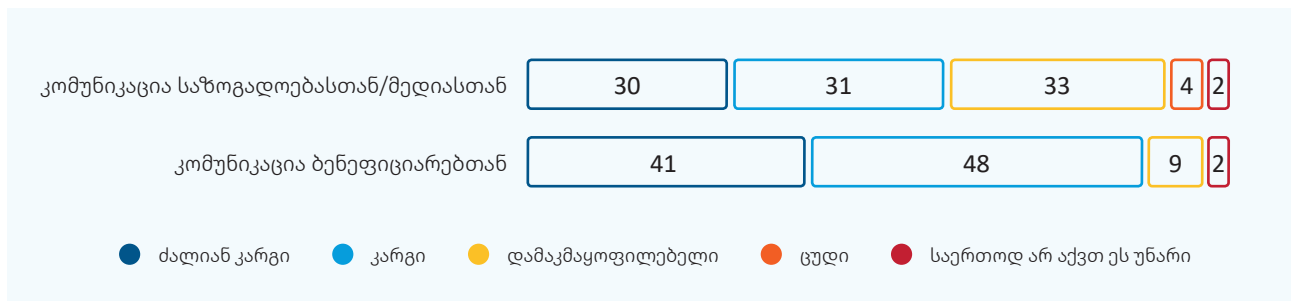 კომუნიკაცია საზოგადოებასთან/მედიასთან 30 31 33 4 2
კომუნიკაცია ბენეფიციარებთან 41 48 9 2
ძალიან კარგი კარგი დამაკმაყოფილებელი ცუდი საერთოდ არ აქვთ ეს უნარი